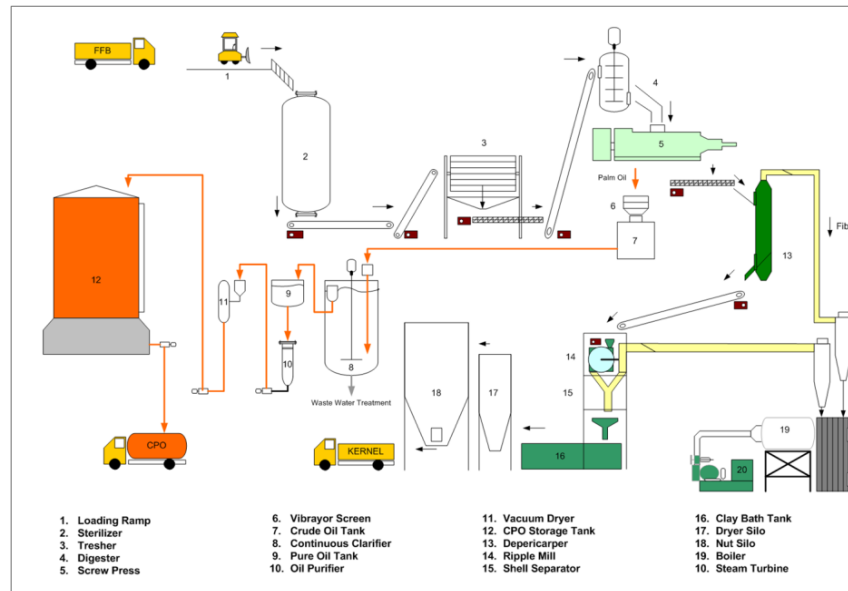 FFB
1
2
3
4
5
Palm Oil
6
7
Fib
13
12
11
9
10
8
Waste Water Treatment
14
15
16
17
18
19
20
CPO
KERNEL
1. Loading Ramp
2. Sterilizer
3. Tresher
4. Digester
5. Screw Press
6. Vibrayor Screen
7. Crude Oil Tank
8. Continuous Clarifier
9. Pure Oil Tank
10. Oil Purifier
11. Vacuum Dryer
12. CPO Storage Tank
13. Depericarper
14. Ripple Mill
15. Shell Separator
16. Clay Bath Tank
17. Dryer Silo
18. Nut Silo
19. Boiler
10. Steam Turbine